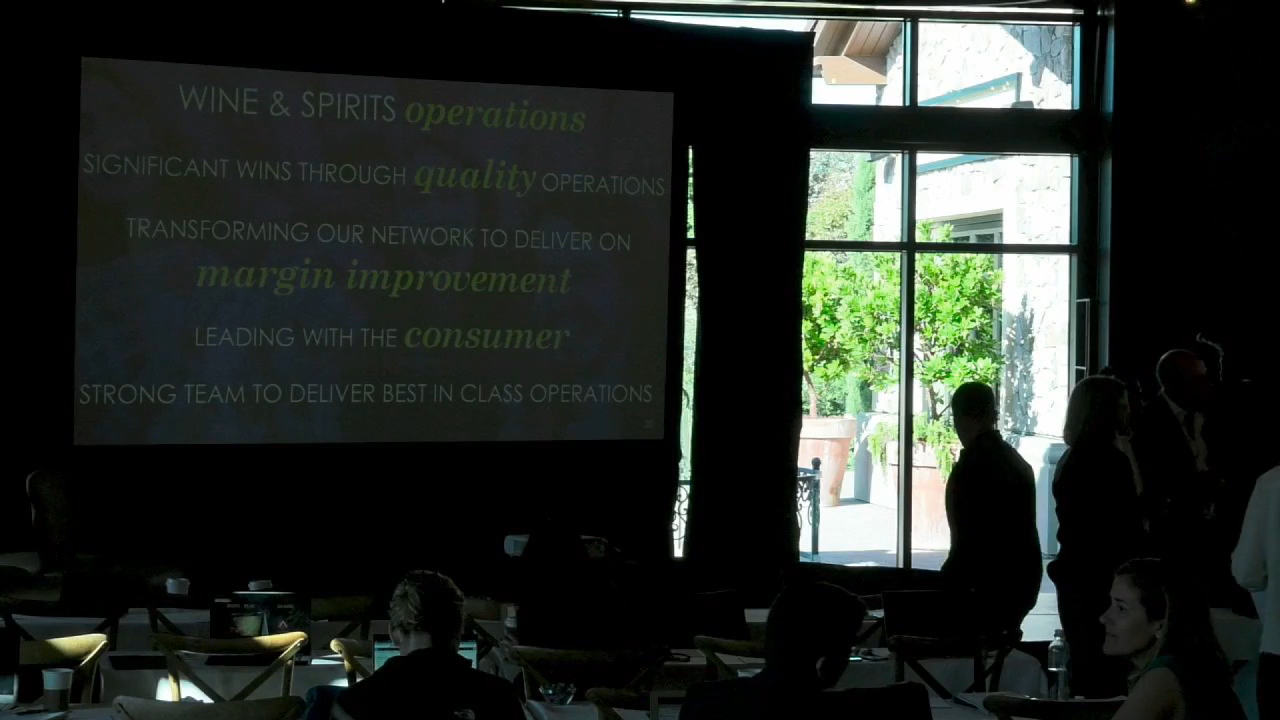 WINE & SPIRITS operations
SIGNIFICANT WINS THROUGH quality OPERATIONS
TRANSFORMING OUR NETWORK TO DELIVER ON
margin improvement
LEADING WITH THE consumer
STRONG TEAM TO DELIVER BEST IN CLASS OPERATIONS